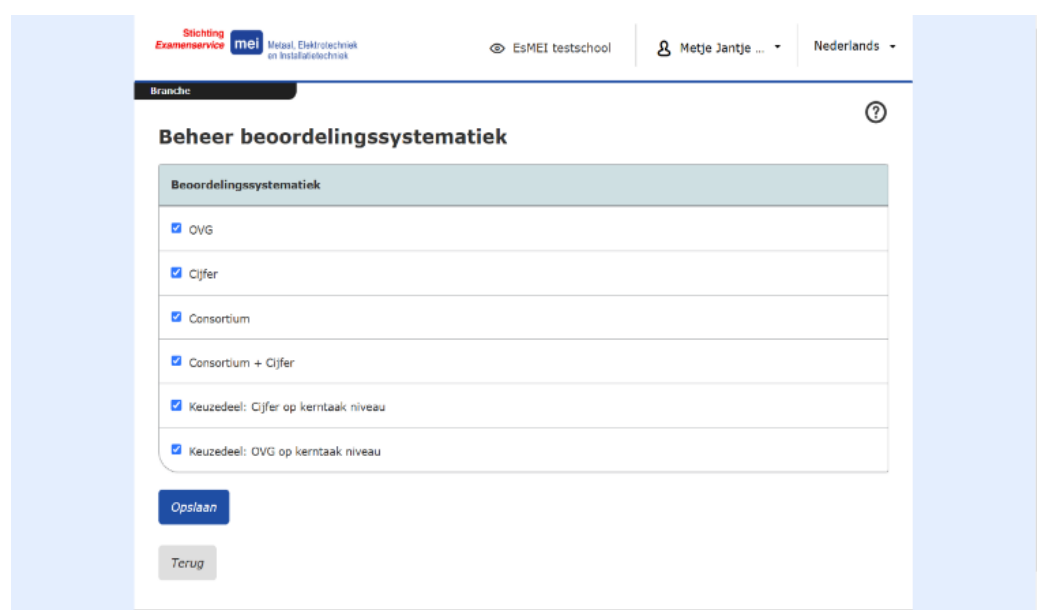 Stichting
Examenservice mei Metaal, Elektrotechniek
en Installatietechniek
EsMEI testschool
Metje Jantje ...
Nederlands
Branche
Beheer beoordelingssystematiek
Beoordelingssystematiek
OVG
Cijfer
Consortium
Consortium + Cijfer
Keuzedeel: Cijfer op kerntaak niveau
Keuzedeel: OVG op kerntaak niveau
Opslaan
Terug